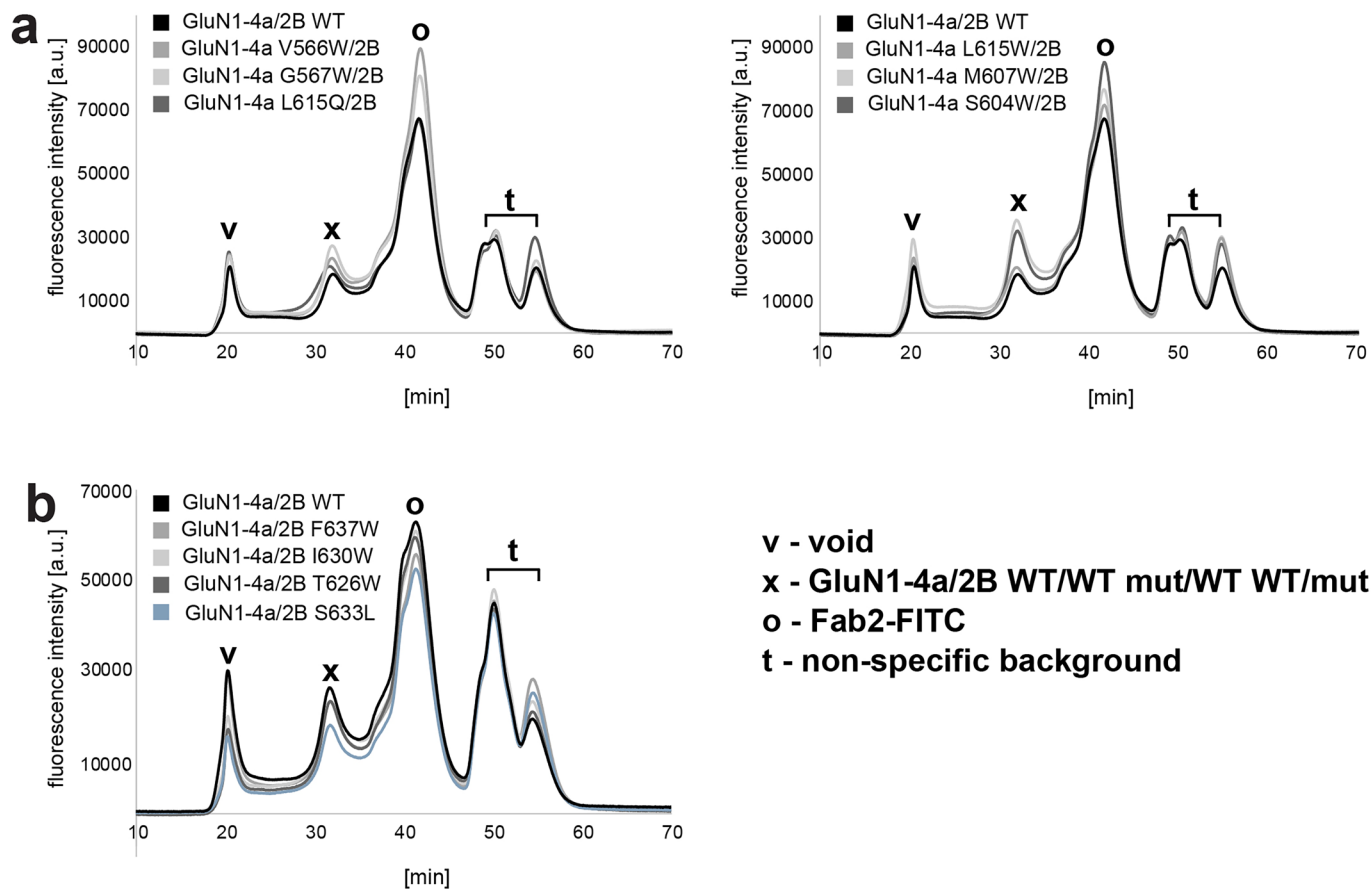 a
GluN1-4a/2B WT
GluN1-4a V566W/2B
GluN1-4a G567W/2B
GluN1-4a L615Q/2B
fluorescence intensity [a.u.]
90000
70000
50000
30000
10000
v
x
o
t
10 20 30 40 50 60 70
[min]
GluN1-4a/2B WT
GluN1-4a L615W/2B
GluN1-4a M607W/2B
GluN1-4a S604W/2B
fluorescence intensity [a.u.]
90000
70000
50000
30000
10000
v
x
o
t
10 20 30 40 50 60 70
[min]
b
GluN1-4a/2B WT
GluN1-4a/2B F637W
GluN1-4a/2B I630W
GluN1-4a/2B T626W
GluN1-4a/2B S633L
fluorescence intensity [a.u.]
70000
50000
30000
10000
v
x
o
t
10 20 30 40 50 60 70
[min]
v - void
x - GluN1-4a/2B WT/WT mut/WT WT/mut
o - Fab2-FITC
t - non-specific background